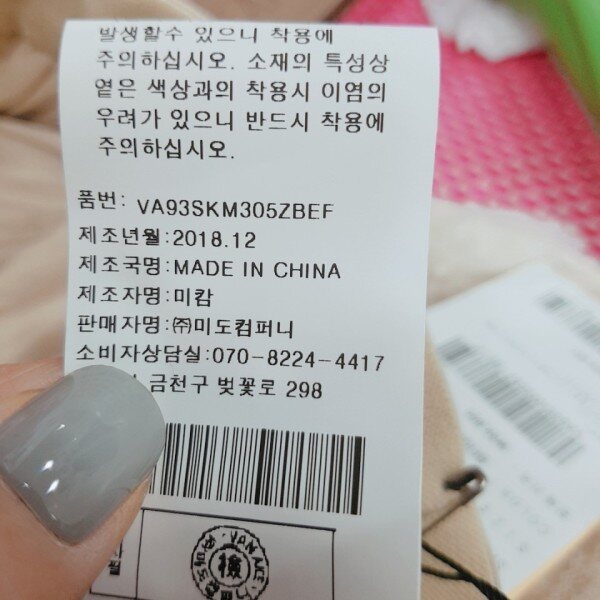 발생할수 있으니 착용에
주의하십시오. 소재의 특성상
옅은 색상과의 착용시 이염의
우려가 있으니 반드시 착용에
주의하십시오.
품번: VA93SKM305ZBEF
제조년월:2018.12
제조국명:MADE IN CHINA
제조자명:미캄
판매자명:㈜미도컴퍼니
소비자상담실:070-8224-4417
금천구 벚꽃로 298
檢